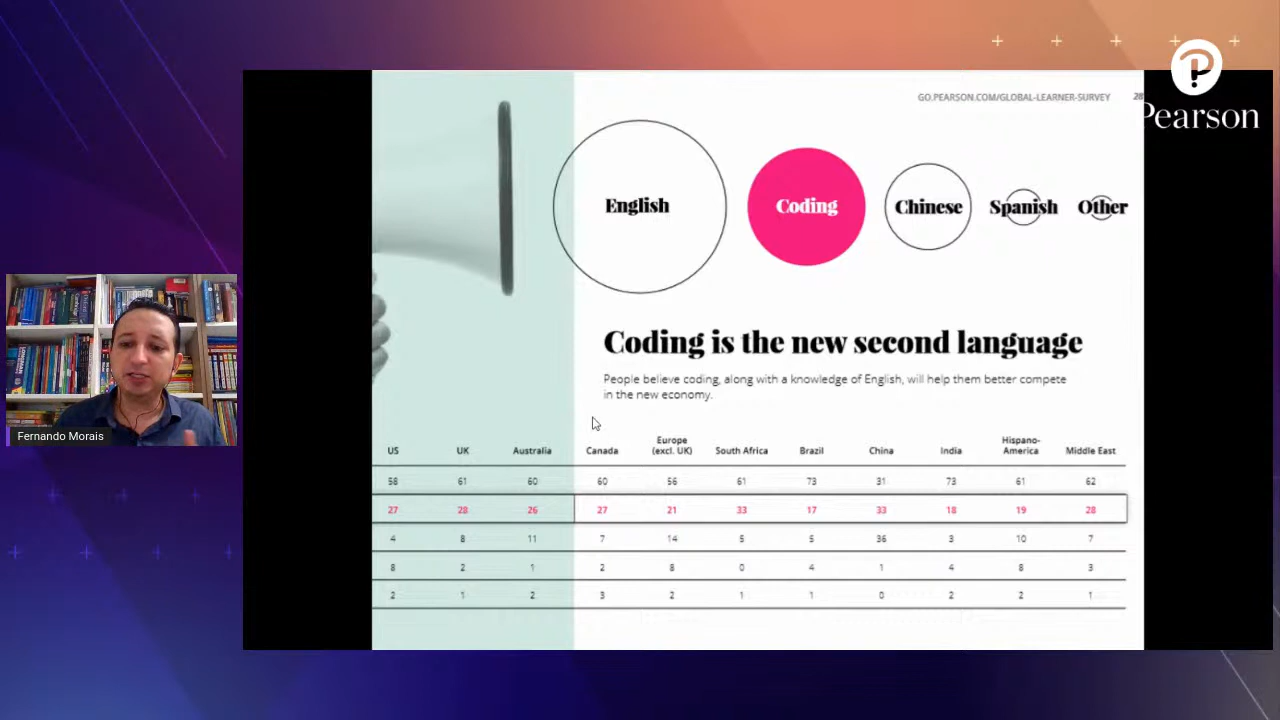 GO.PEARSON.COM/GLOBAL-LEARNER-SURVEY 28
Pearson
English Coding Chinese Spanish Other
Coding is the new second language
People believe coding, along with a knowledge of English, will help them better compete
in the new economy.
Fernando Morais
US UK Australia Canada Europe (excl. UK) South Africa Brazil China India Hispano-America Middle East
58 61 60 60 56 61 73 31 73 61 62
27 28 26 27 21 33 17 33 18 19 28
4 8 11 7 14 5 5 36 3 10 7
8 2 1 2 8 0 4 1 4 8 3
2 1 2 3 2 1 1 0 2 2 1